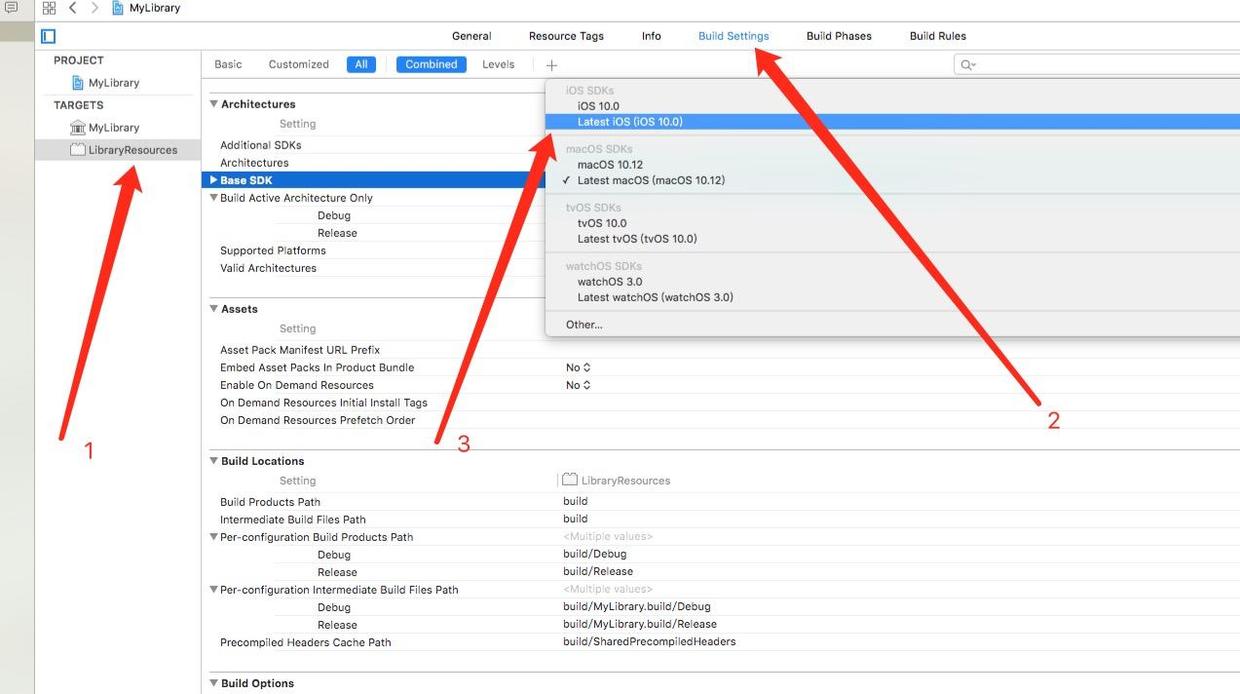 MyLibrary
General Resource Tags Info Build Settings Build Phases Build Rules
PROJECT
MyLibrary
TARGETS
MyLibrary
LibraryResources
Basic Customized All Combined Levels +
Architectures
Setting
Additional SDKs
Architectures
Base SDK
Build Active Architecture Only
Debug
Release
Supported Platforms
Valid Architectures
iOS SDKs
iOS 10.0
Latest iOS (iOS 10.0)
macOS SDKs
macOS 10.12
✓ Latest macOS (macOS 10.12)
tvOS SDKs
tvOS 10.0
Latest tvOS (tvOS 10.0)
watchOS SDKs
watchOS 3.0
Latest watchOS (watchOS 3.0)
Other...
Assets
Setting
Asset Pack Manifest URL Prefix
Embed Asset Packs In Product Bundle No
Enable On Demand Resources No
On Demand Resources Initial Install Tags
On Demand Resources Prefetch Order
1
3
2
Build Locations
Setting LibraryResources
Build Products Path build
Intermediate Build Files Path build
Per-configuration Build Products Path <Multiple values>
Debug build/Debug
Release build/Release
Per-configuration Intermediate Build Files Path <Multiple values>
Debug build/MyLibrary.build/Debug
Release build/MyLibrary.build/Release
Precompiled Headers Cache Path build/SharedPrecompiledHeaders
Build Options